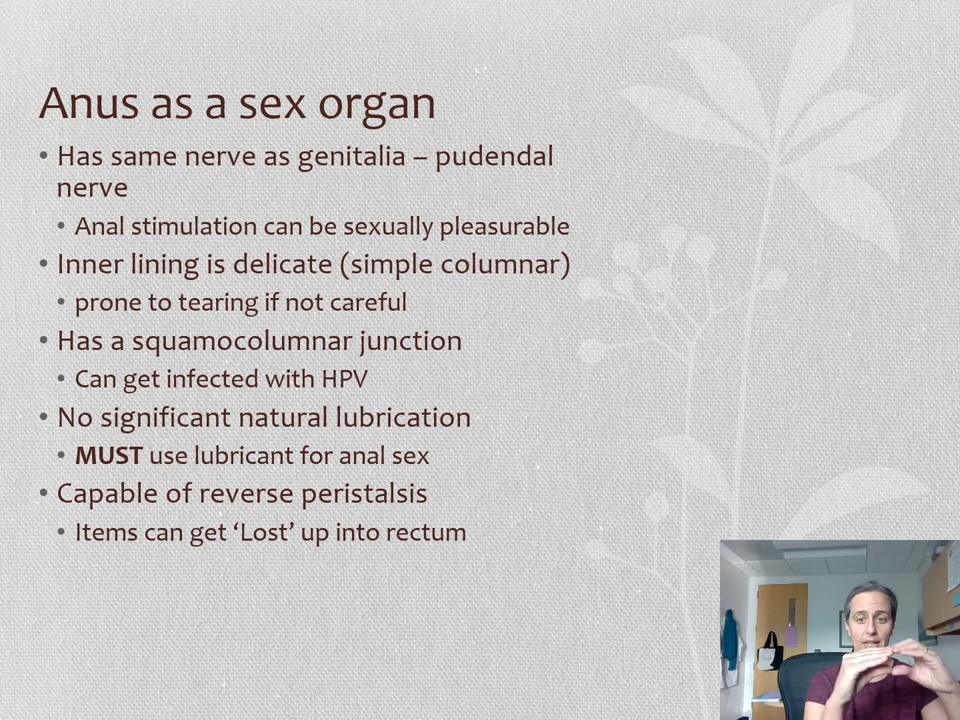 Anus as a sex organ
• Has same nerve as genitalia – pudendal
nerve
• Anal stimulation can be sexually pleasurable
• Inner lining is delicate (simple columnar)
• prone to tearing if not careful
• Has a squamocolumnar junction
• Can get infected with HPV
• No significant natural lubrication
• MUST use lubricant for anal sex
• Capable of reverse peristalsis
• Items can get ‘Lost’ up into rectum